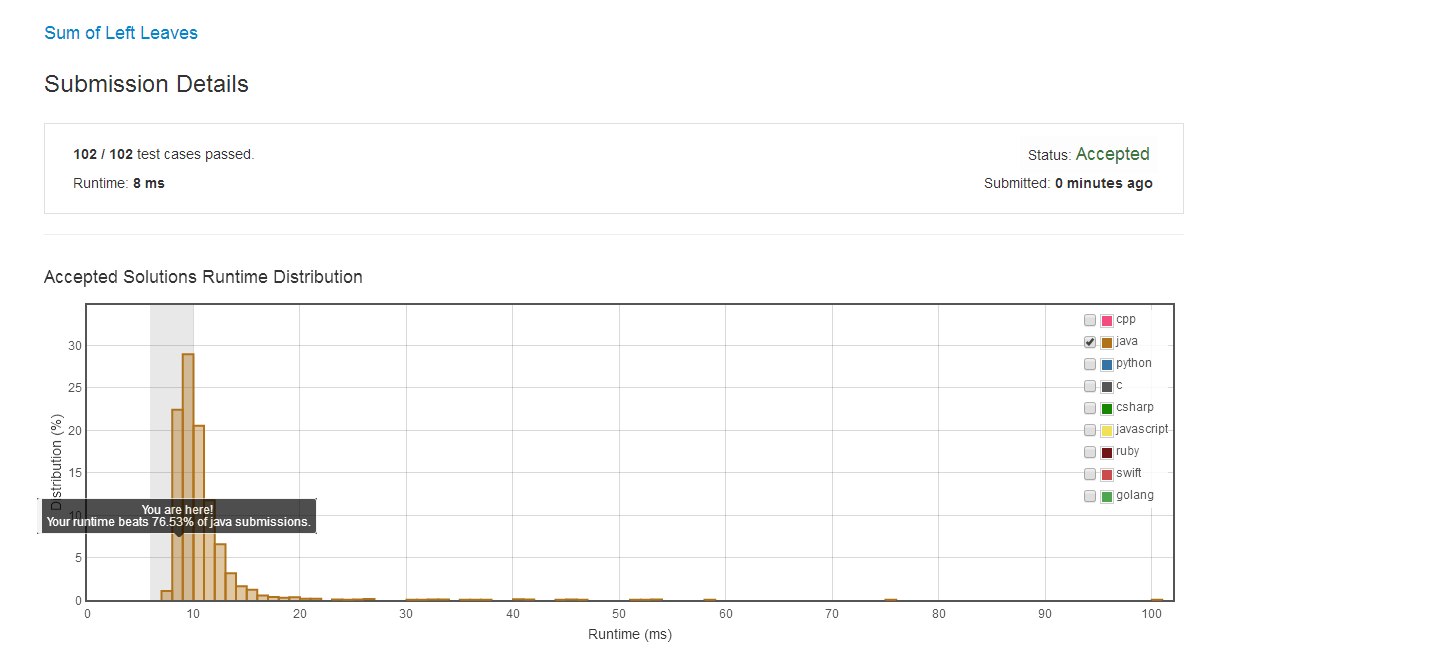 Sum of Left Leaves
Submission Details
102 / 102 test cases passed.
Status: Accepted
Runtime: 8 ms
Submitted: 0 minutes ago
Accepted Solutions Runtime Distribution
cpp
java
python
c
csharp
javascript
ruby
swift
golang
Distribution (%)
30
25
20
15
10
5
0
You are here!
Your runtime beats 76.53% of java submissions.
0 10 20 30 40 50 60 70 80 90 100
Runtime (ms)